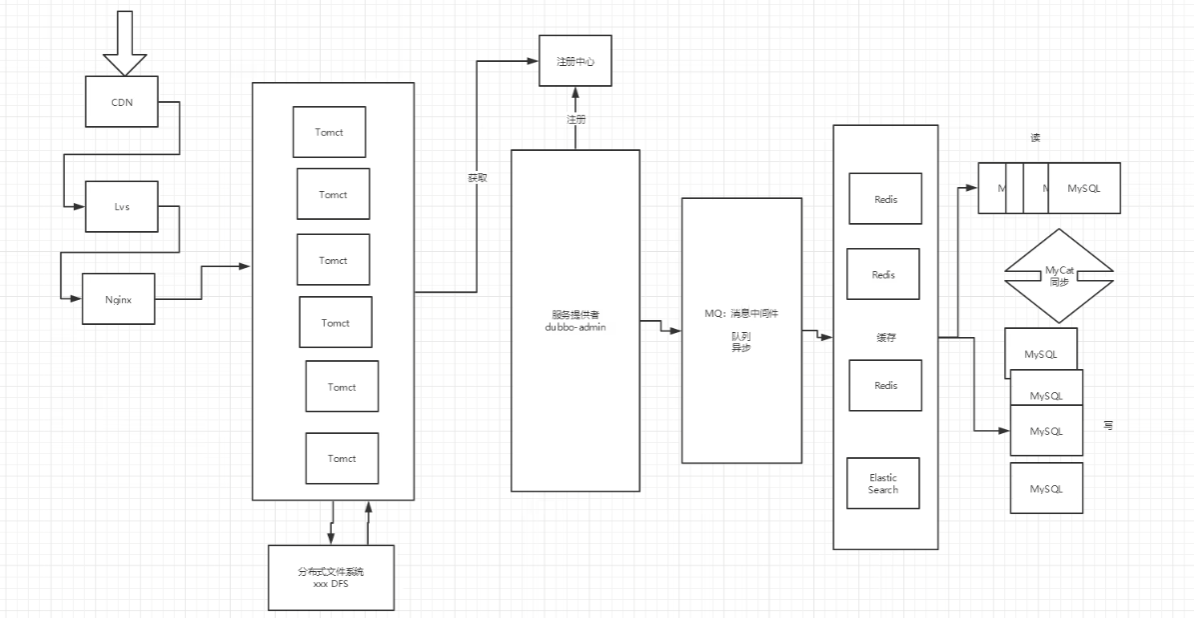 CDN
Lvs
Nginx
Tomct
Tomct
Tomct
Tomct
Tomct
Tomct
分布式文件系统
xxx DFS
获取
注册中心
注册
服务提供者
dubbo-admin
MQ：消息中间件
队列
异步
Redis
Redis
缓存
Redis
Elastic
Search
读
M
M
MySQL
MyCat
同步
MySQL
MySQL
MySQL
写
MySQL